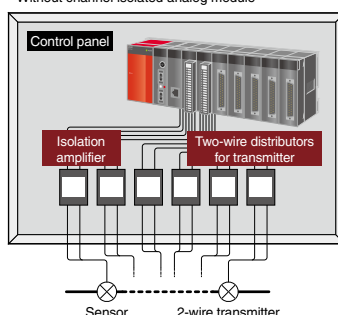 Without channel isolated analog module
Control panel
Isolation
amplifier
Two-wire distributors
for transmitter
Sensor
2-wire transmitter